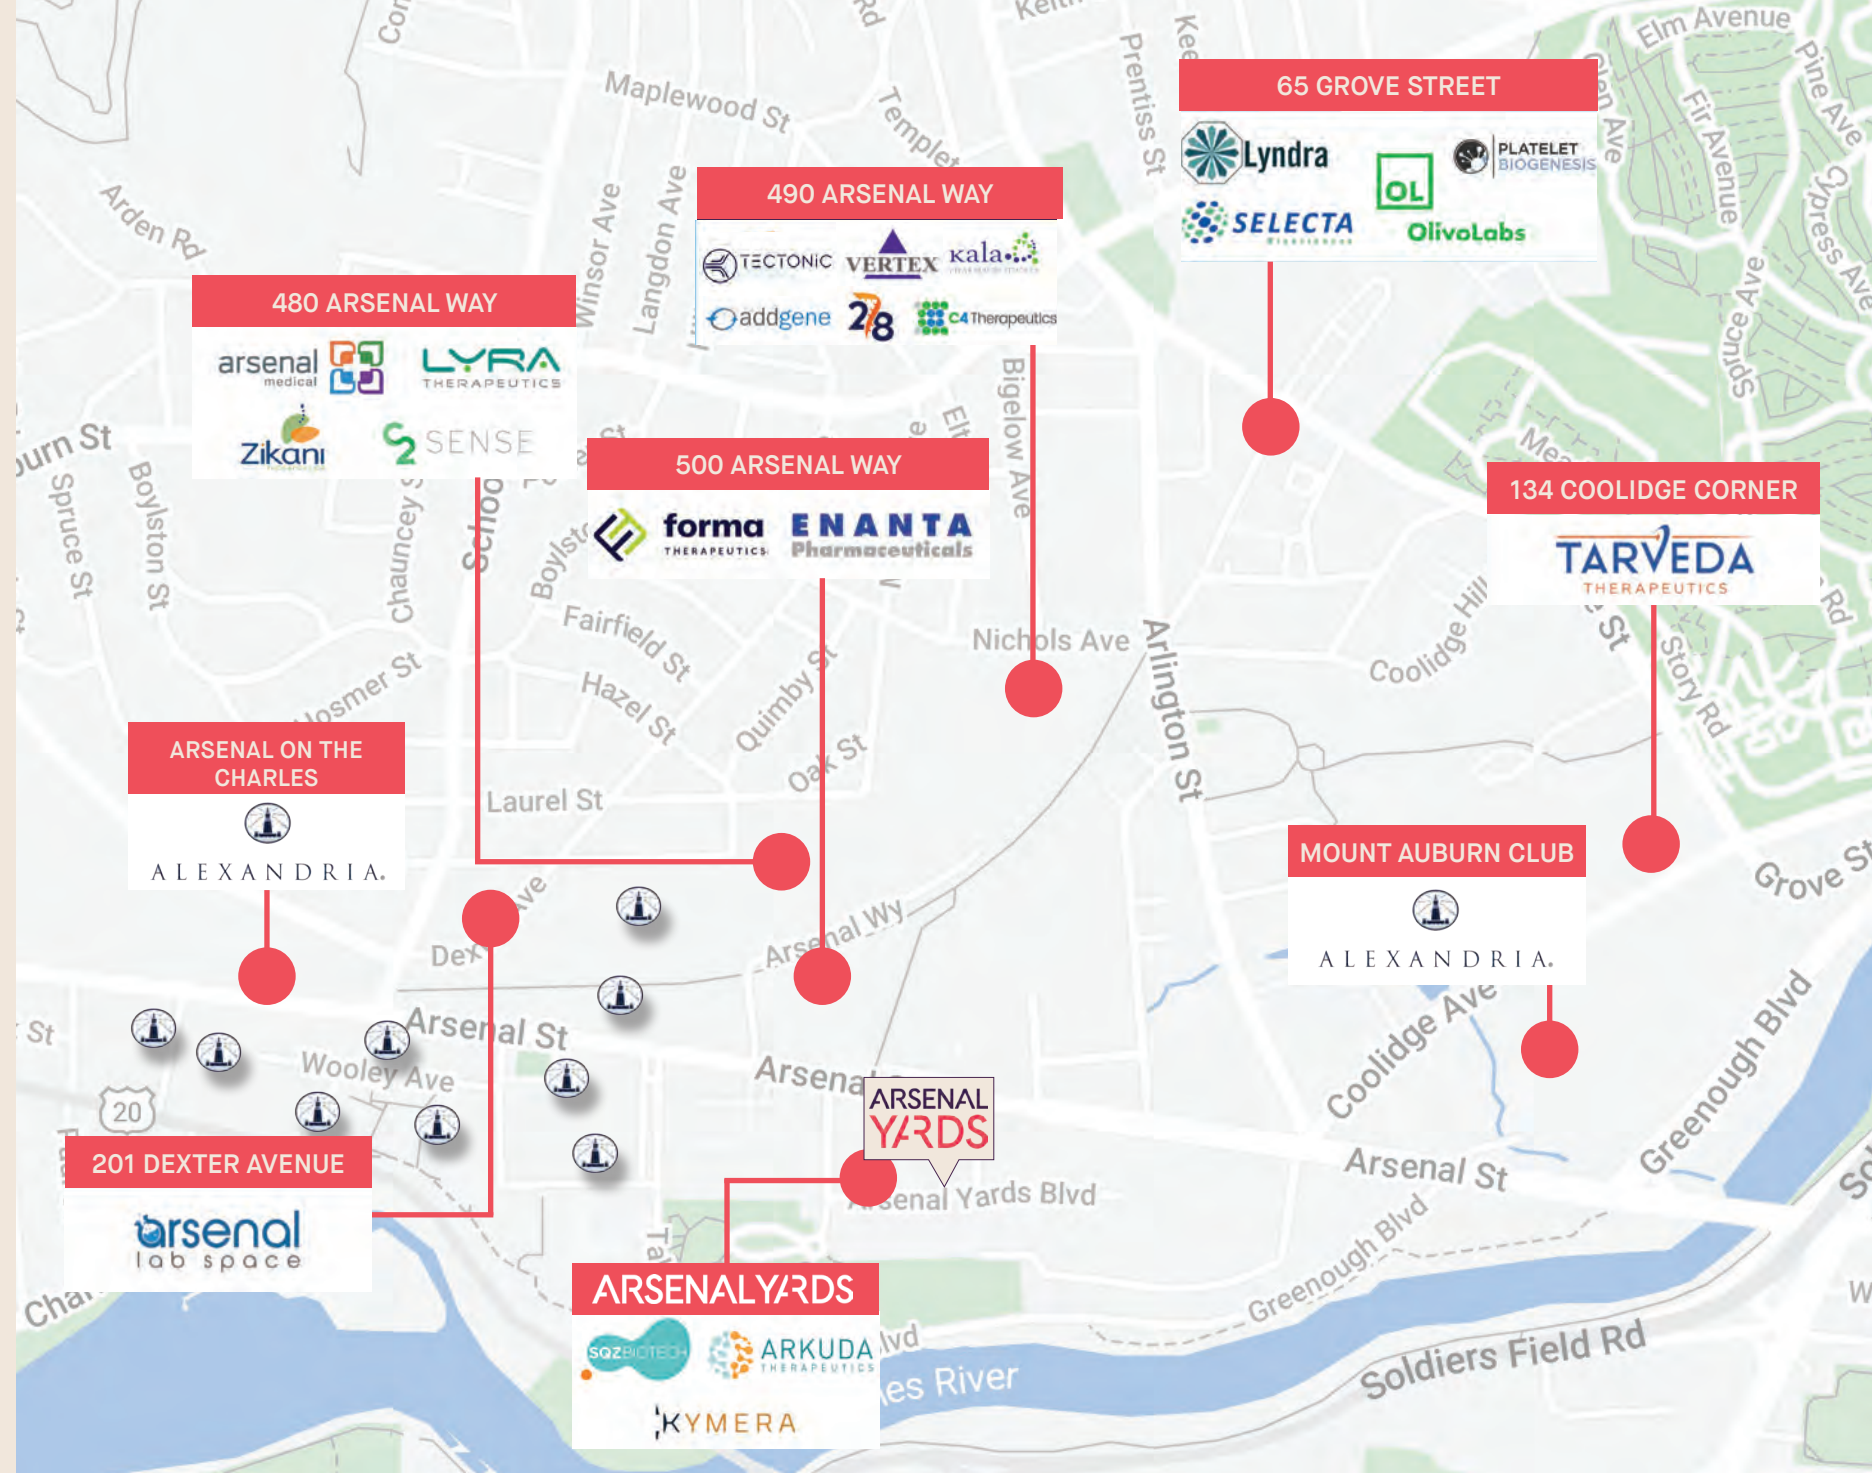 Elm Avenue
Pine Ave
Fir Avenue
Cypress Ave
Spruce Ave
Maplewood St
Prentiss St
65 GROVE STREET
Lyndra
PLATELET
BIOGENESIS
OL
SELECTA
OlivoLabs
Arden Rd
Winsor Ave
Langdon Ave
490 ARSENAL WAY
TECTONIC
VERTEX
kala
addgene
278
C4 Therapeutics
480 ARSENAL WAY
arsenal
medical
LYRA
THERAPEUTICS
Zikani
C2 SENSE
Bigelow Ave
500 ARSENAL WAY
forma
THERAPEUTICS
ENANTA
Pharmaceuticals
134 COOLIDGE CORNER
TARVEDA
THERAPEUTICS
Spruce St
Boylston St
Chauncey S
Fairfield St
Hazel St
Quimby St
Oak St
Nichols Ave
Arlington St
Coolidge Hill
Story Rd
Hosmer St
Laurel St
ARSENAL ON THE
CHARLES
ALEXANDRIA.
MOUNT AUBURN CLUB
ALEXANDRIA.
Grove St
Arsenal Wy
Arsenal St
Wooley Ave
20
Coolidge Ave
Greenough Blvd
ARSENAL
YARDS
Arsenal St
Arsenal Yards Blvd
201 DEXTER AVENUE
arsenal
lab space
Greenough Blvd
ARSENALYARDS
SQZBIOTECH
ARKUDA
THERAPEUTICS
KYMERA
River
Soldiers Field Rd